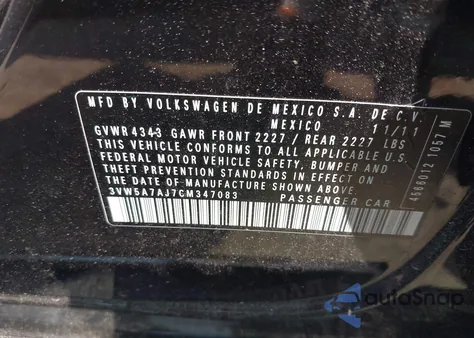 MFD BY VOLKSWAGEN DE MEXICO S.A. DE C.V.
MEXICO 11/11
GVWR 4343 GAWR FRONT 2227 / REAR 2227 LBS
THIS VEHICLE CONFORMS TO ALL APPLICABLE U.S.
FEDERAL MOTOR VEHICLE SAFETY, BUMPER AND
THEFT PREVENTION STANDARDS IN EFFECT ON
THE DATE OF MANUFACTURE SHOWN ABOVE.
3VW5A7AJ7CM347083 PASSENGER CAR
4568012 1057 M
autoSnap